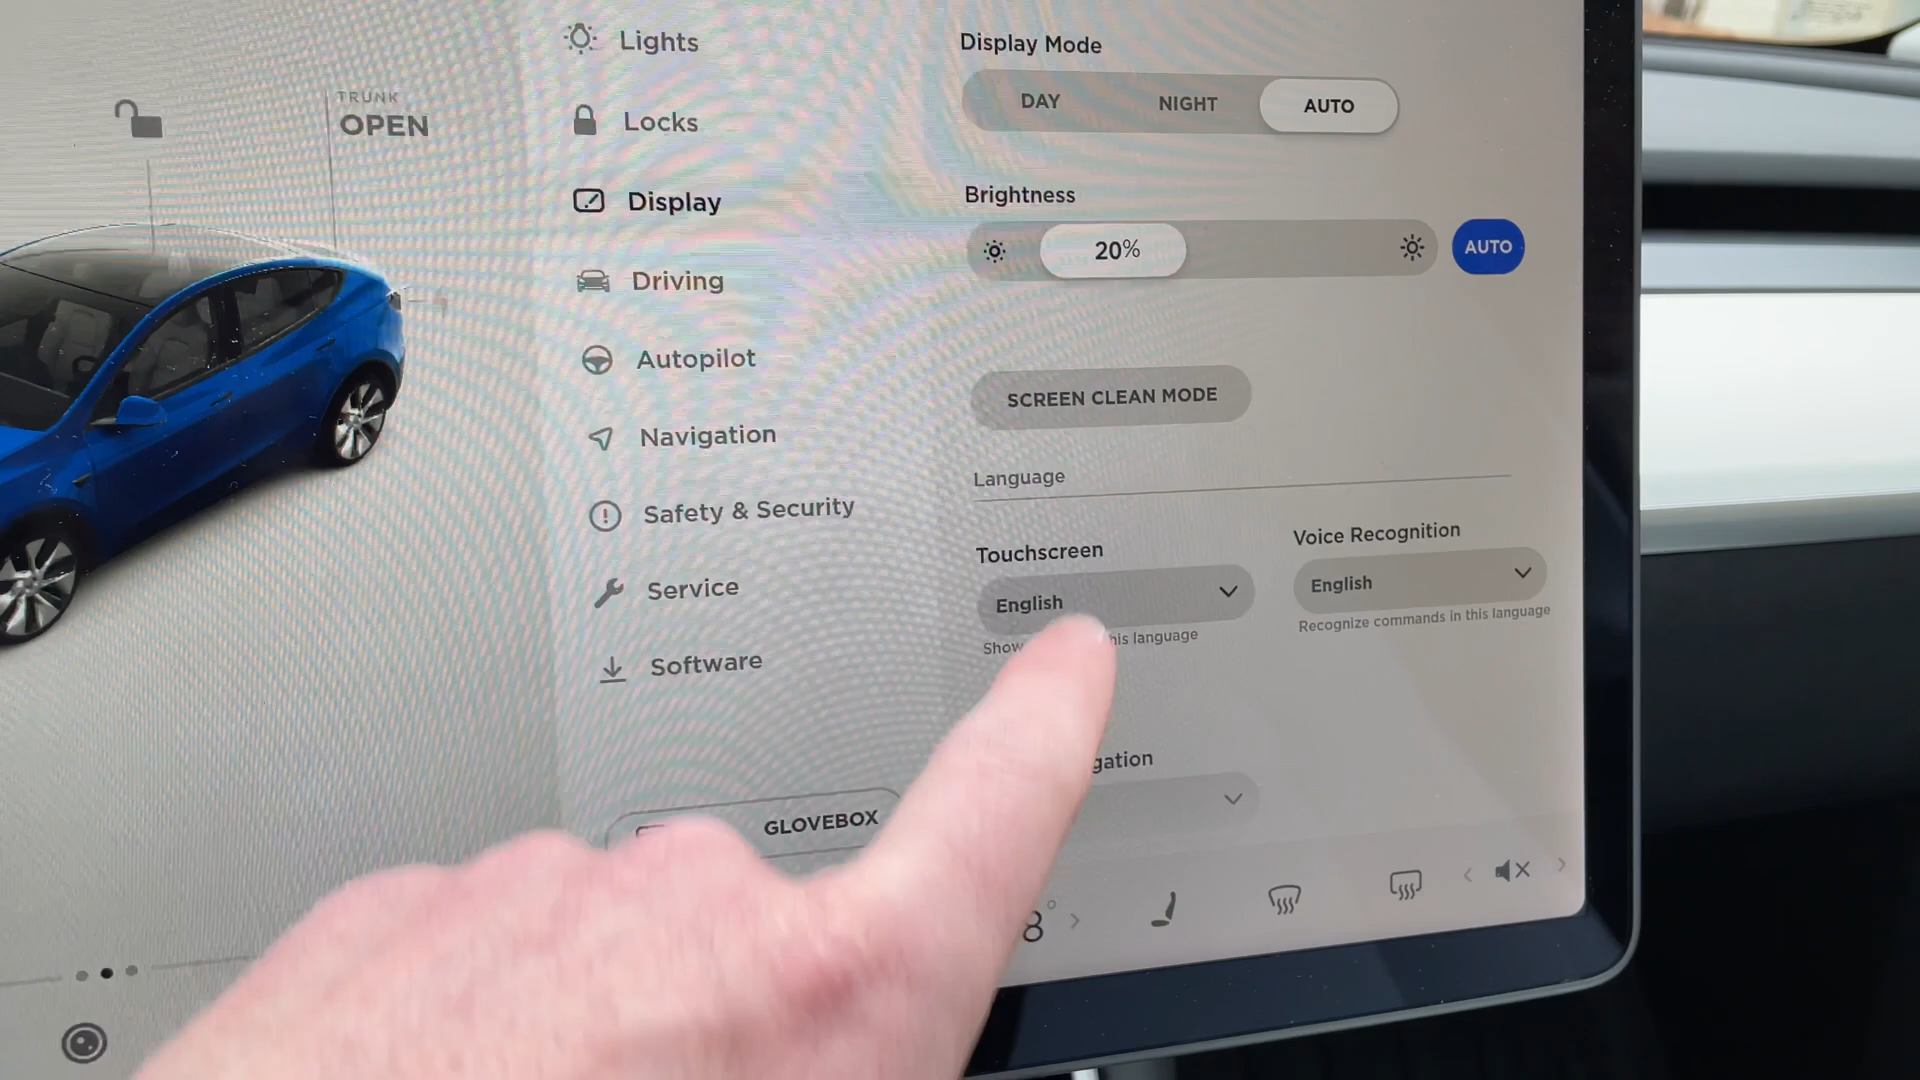 TRUNK
OPEN
Lights
Locks
Display
Driving
Autopilot
Navigation
Safety & Security
Service
Software
GLOVEBOX
Display Mode
DAY NIGHT AUTO
Brightness
20% AUTO
SCREEN CLEAN MODE
Language
Touchscreen
English
Show his language
Voice Recognition
English
Recognize commands in this language
gation
8°